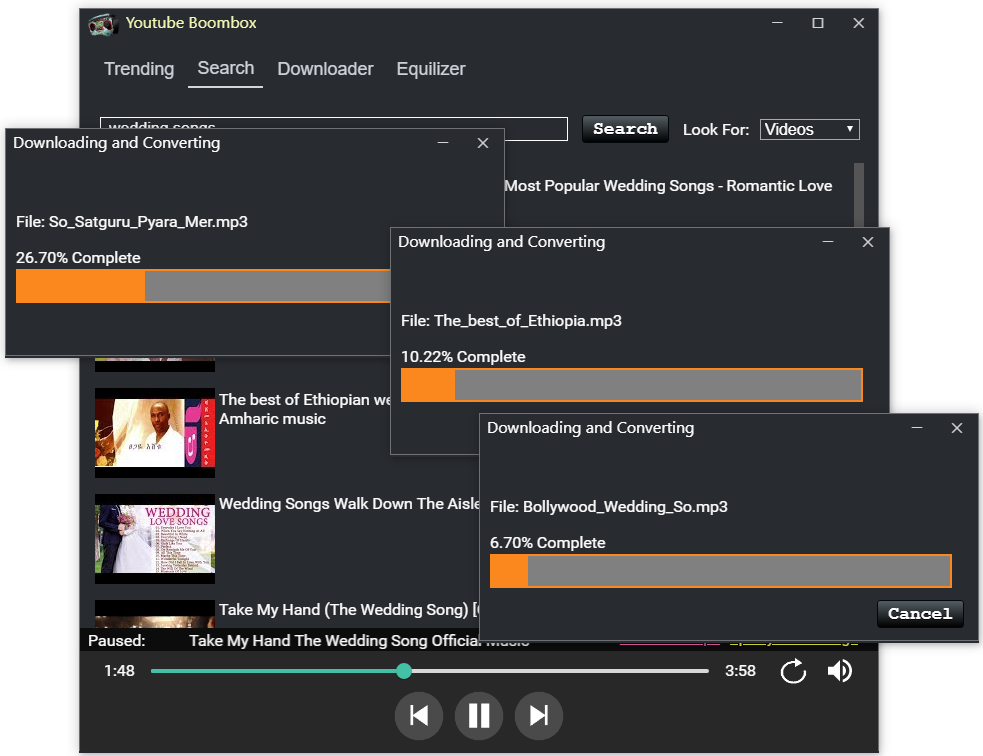 Youtube Boombox
Trending
Search
Downloader
Equilizer
wedding songs
Search
Look For:
Videos
Most Popular Wedding Songs - Romantic Love
Downloading and Converting
File: So_Satguru_Pyara_Mer.mp3
26.70% Complete
Downloading and Converting
File: The_best_of_Ethiopia.mp3
10.22% Complete
Downloading and Converting
File: Bollywood_Wedding_So.mp3
6.70% Complete
Cancel
The best of Ethiopian we
Amharic music
WEDDING
LOVE SONGS
Wedding Songs Walk Down The Aisle
Take My Hand (The Wedding Song)
Paused:
Take My Hand The Wedding Song Official Music
1:48
3:58